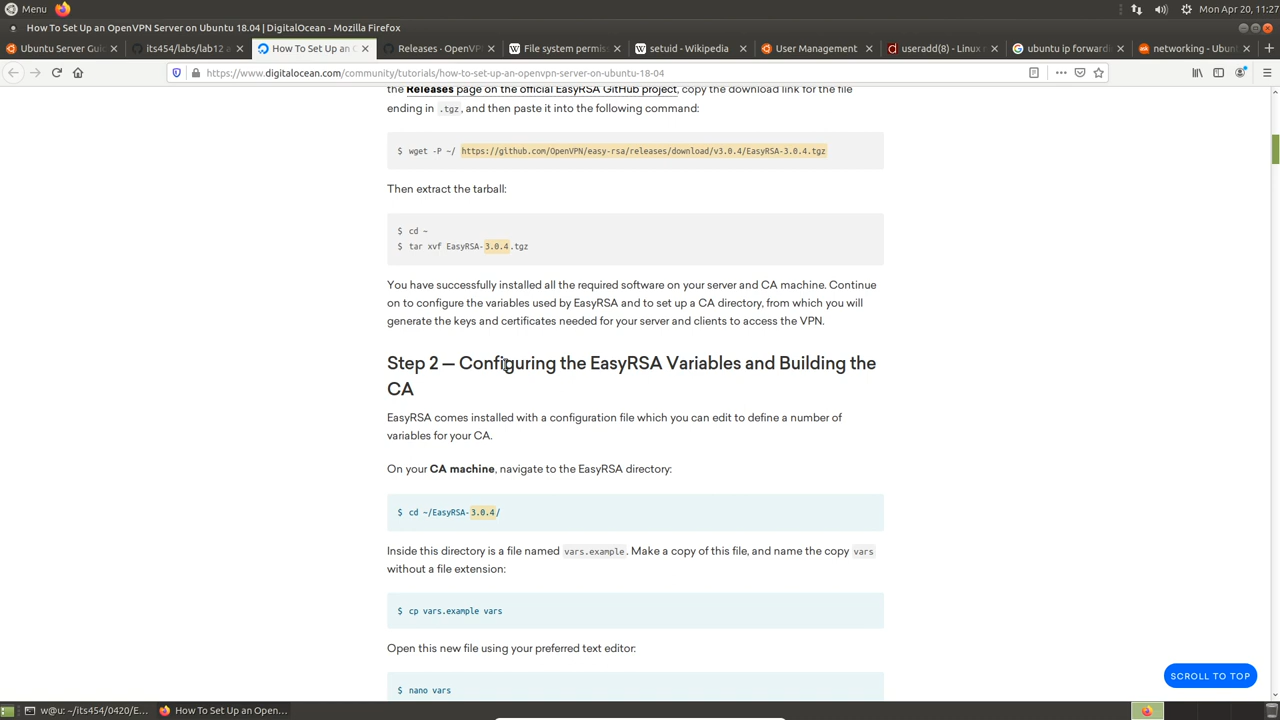 Menu
Mon Apr 20, 11:27
How To Set Up an OpenVPN Server on Ubuntu 18.04 | DigitalOcean - Mozilla Firefox
Ubuntu Server Guid
its454/labs/lab12 a
How To Set Up an O
Releases · OpenVP
File system permis
setuid - Wikipedia
User Management
useradd(8) - Linux m
ubuntu ip forwardin
networking - Ubunt
https://www.digitalocean.com/community/tutorials/how-to-set-up-an-openvpn-server-on-ubuntu-18-04
the Releases page on the official EasyRSA GitHub project, copy the download link for the file
ending in .tgz, and then paste it into the following command:
$ wget -P ~/ https://github.com/OpenVPN/easy-rsa/releases/download/v3.0.4/EasyRSA-3.0.4.tgz
Then extract the tarball:
$ cd ~
$ tar xvf EasyRSA-3.0.4.tgz
You have successfully installed all the required software on your server and CA machine. Continue
on to configure the variables used by EasyRSA and to set up a CA directory, from which you will
generate the keys and certificates needed for your server and clients to access the VPN.
Step 2 — Configuring the EasyRSA Variables and Building the
CA
EasyRSA comes installed with a configuration file which you can edit to define a number of
variables for your CA.
On your CA machine, navigate to the EasyRSA directory:
$ cd ~/EasyRSA-3.0.4/
Inside this directory is a file named vars.example. Make a copy of this file, and name the copy vars
without a file extension:
$ cp vars.example vars
Open this new file using your preferred text editor:
SCROLL TO TOP
$ nano vars
w@u: ~/its454/0420/E...
How To Set Up an Open...